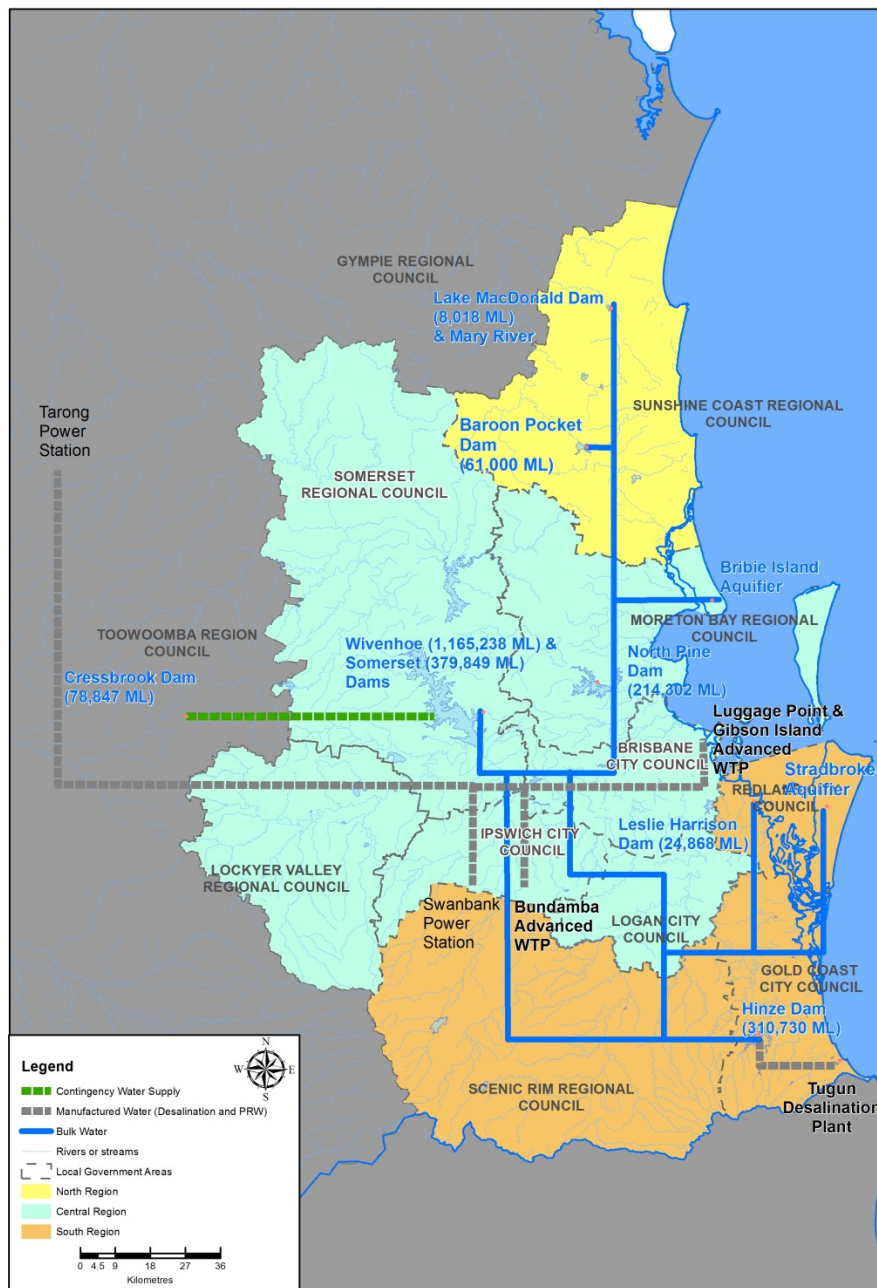 GYMPIE REGIONAL
COUNCIL
Lake MacDonald Dam
(8,018 ML)
& Mary River
SUNSHINE COAST REGIONAL
COUNCIL
Tarong
Power
Station
Baroon Pocket
Dam
(61,000 ML)
SOMERSET
REGIONAL COUNCIL
Bribie Island
Aquifier
MORETON BAY REGIONAL
COUNCIL
TOOWOOMBA REGION
COUNCIL
Wivenhoe (1,165,238 ML) &
Somerset (379,849 ML)
Dams
North Pine
Dam
(214,302 ML)
Cressbrook Dam
(78,847 ML)
Luggage Point &
Gibson Island
Advanced
WTP
BRISBANE
CITY COUNCIL
Stradbroke
Aquifier
COUNCIL
IPSWICH CITY
COUNCIL
Leslie Harrison
Dam (24,868 ML)
LOCKYER VALLEY
REGIONAL COUNCIL
Swanbank
Power
Station
Bundamba
Advanced
WTP
LOGAN CITY
COUNCIL
GOLD COAST
CITY COUNCIL
Hinze Dam
(310,730 ML)
SCENIC RIM REGIONAL
COUNCIL
Tugun
Desalination
Plant
Legend
N
W E
S
Contingency Water Supply
Manufactured Water (Desalination and PRW)
Bulk Water
Rivers or streams
Local Government Areas
North Region
Central Region
South Region
0 4.5 9 18 27 36
Kilometres